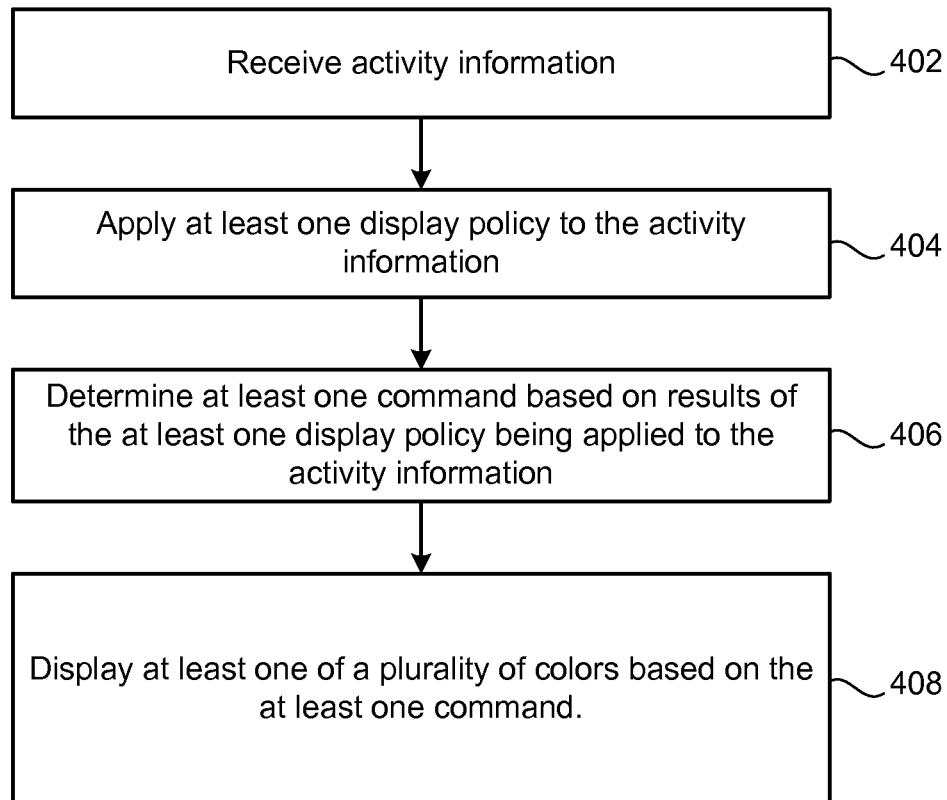 Receive activity information
402
Apply at least one display policy to the activity
information
404
Determine at least one command based on results of
the at least one display policy being applied to the
activity information
406
Display at least one of a plurality of colors based on the
at least one command.
408